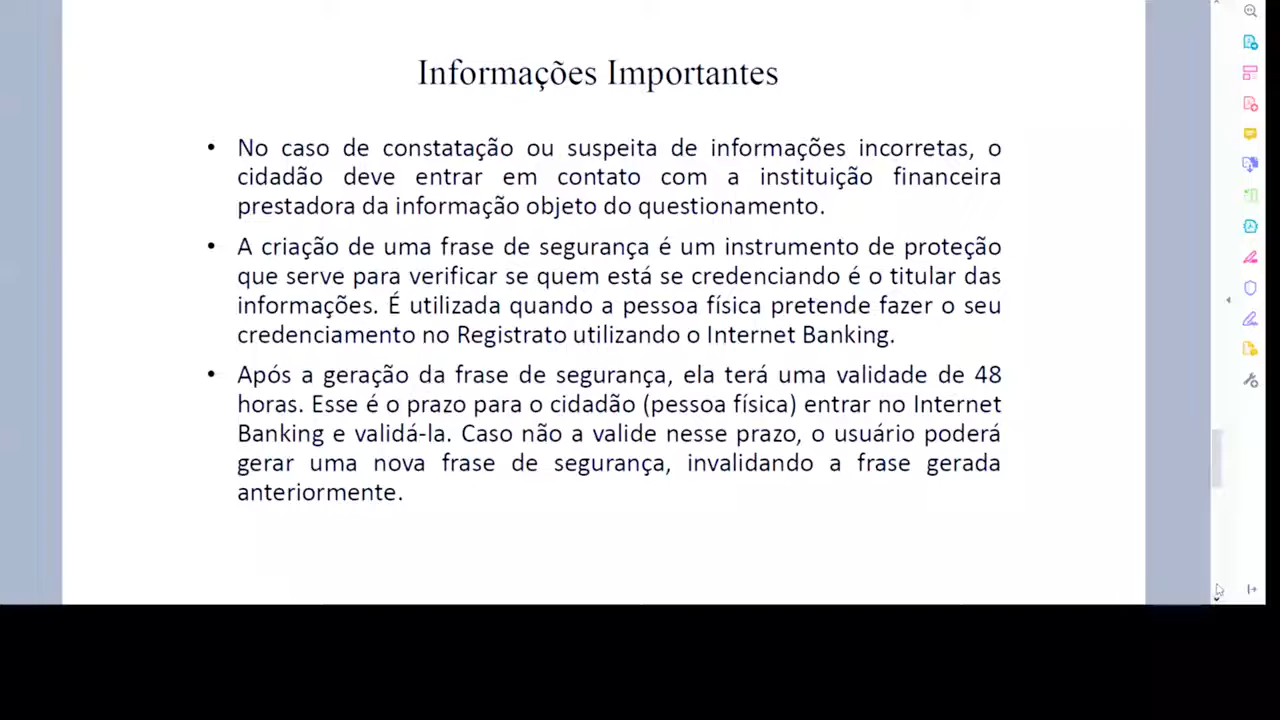 Informações Importantes
• No caso de constatação ou suspeita de informações incorretas, o
cidadão deve entrar em contato com a instituição financeira
prestadora da informação objeto do questionamento.
• A criação de uma frase de segurança é um instrumento de proteção
que serve para verificar se quem está se credenciando é o titular das
informações. É utilizada quando a pessoa física pretende fazer o seu
credenciamento no Registrato utilizando o Internet Banking.
• Após a geração da frase de segurança, ela terá uma validade de 48
horas. Esse é o prazo para o cidadão (pessoa física) entrar no Internet
Banking e validá-la. Caso não a valide nesse prazo, o usuário poderá
gerar uma nova frase de segurança, invalidando a frase gerada
anteriormente.